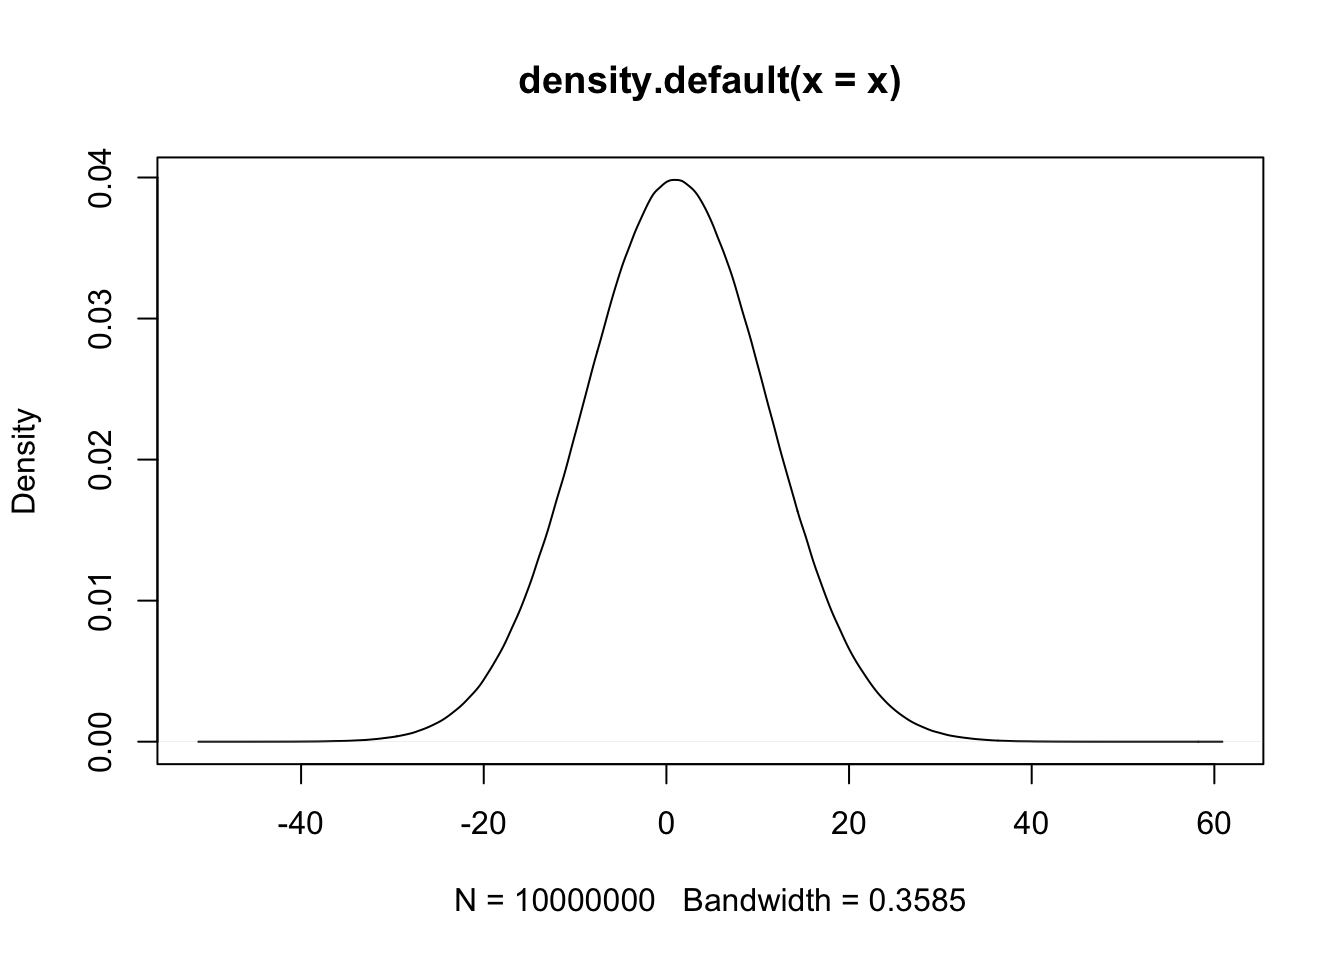 density.default(x = x)
Density
0.04
0.03
0.02
0.01
0.00
-40 -20 0 20 40 60
N = 10000000 Bandwidth = 0.3585